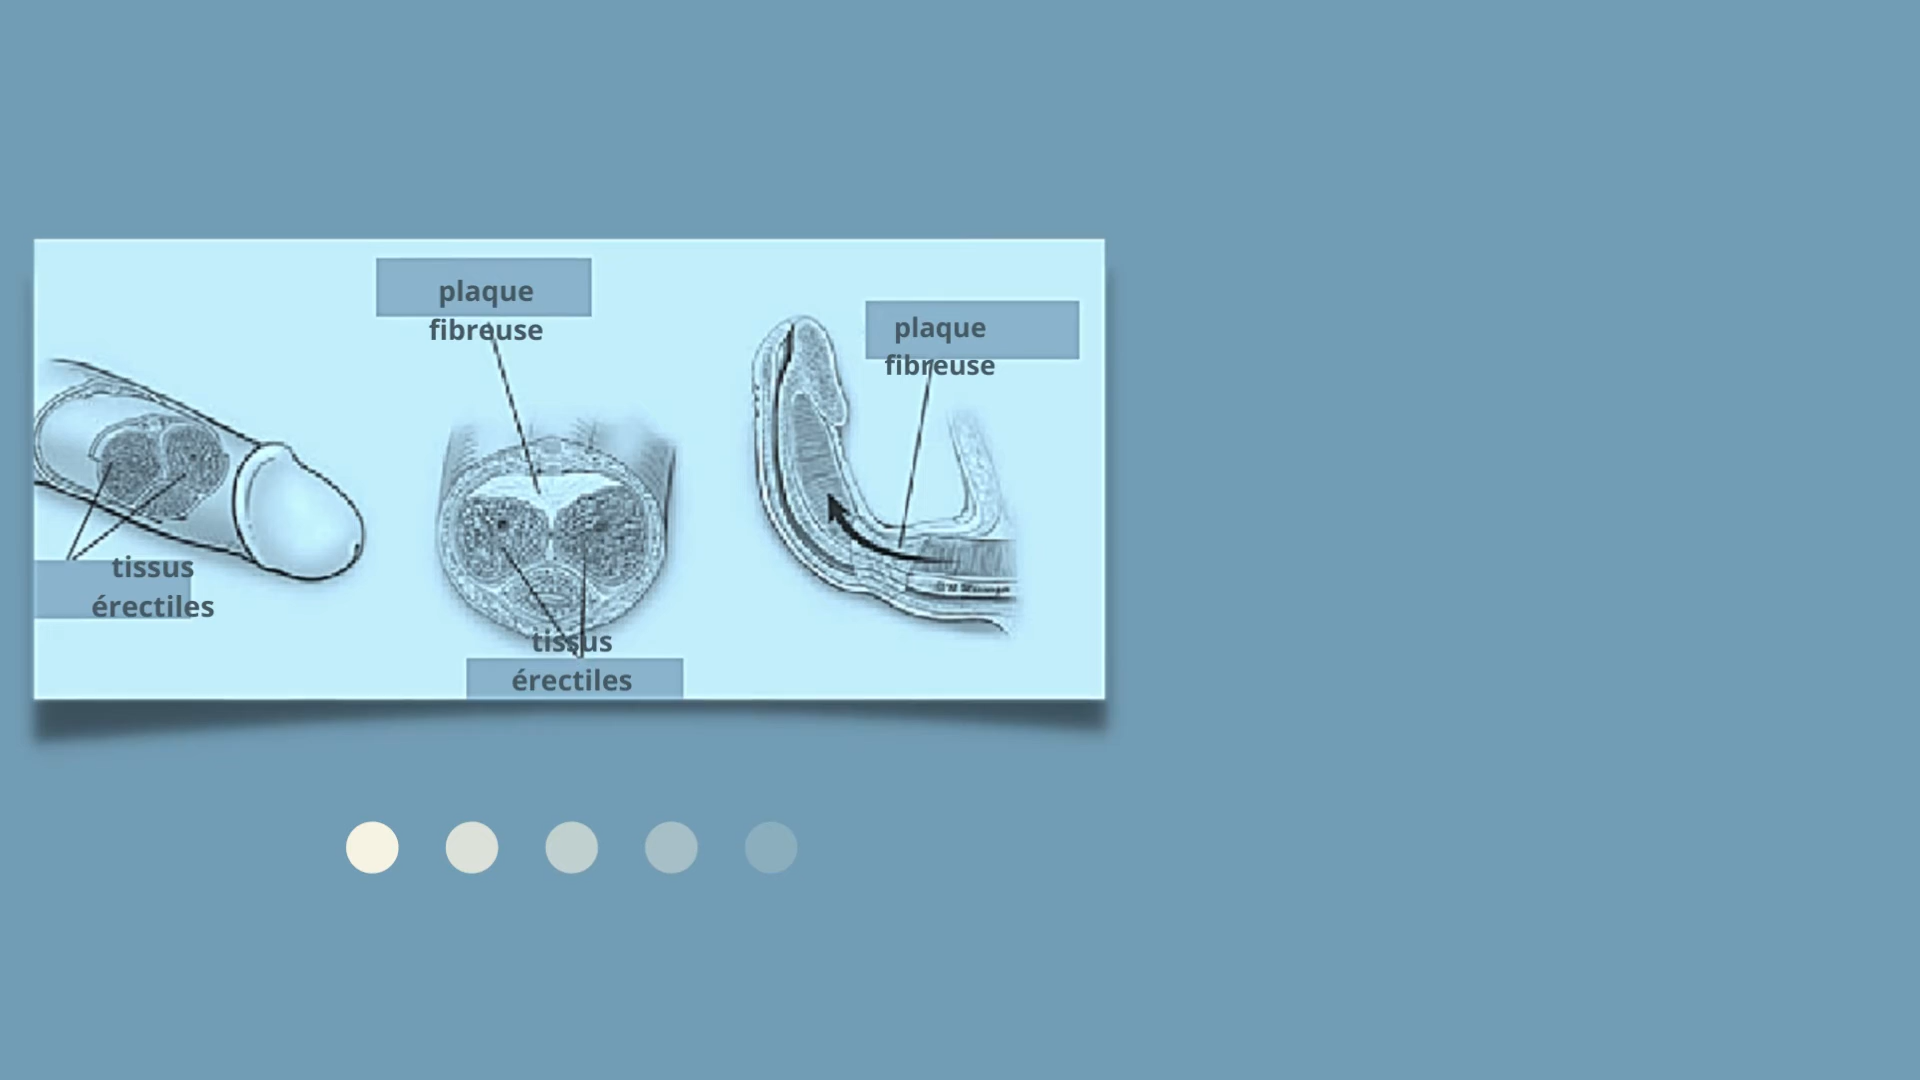 plaque
fibreuse
plaque
fibreuse
tissus
érectiles
tissus
érectiles